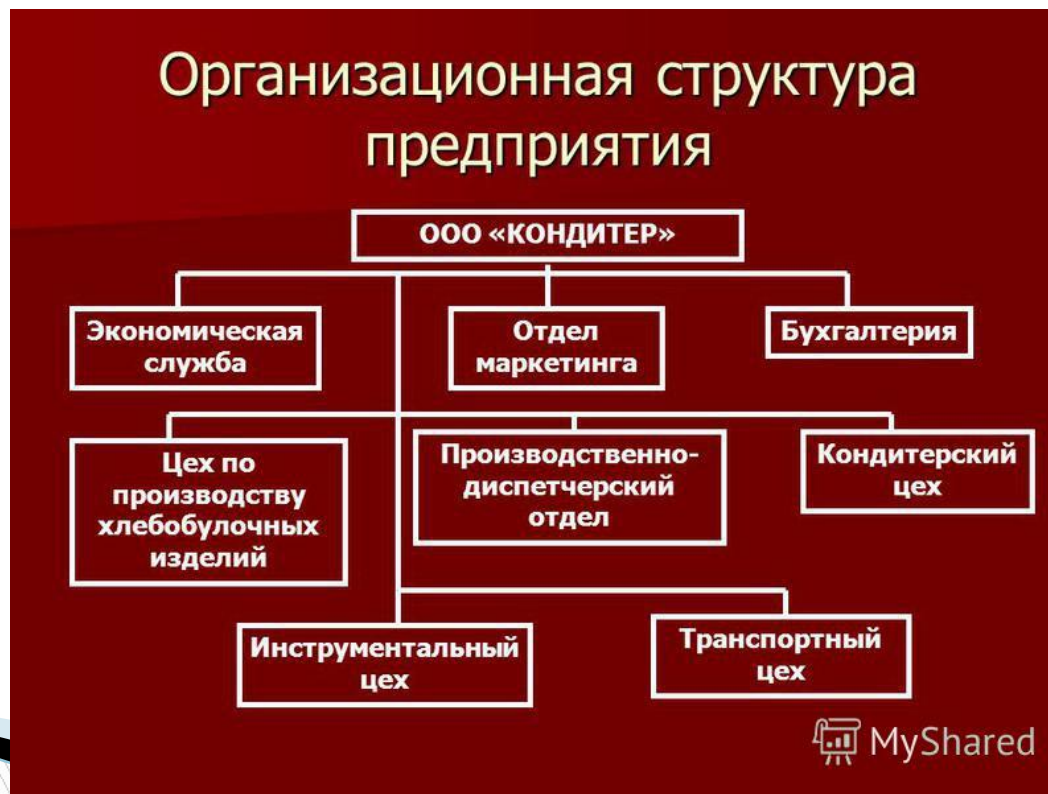 Организационная структура
предприятия
ООО «КОНДИТЕР»
Экономическая
служба
Отдел
маркетинга
Бухгалтерия
Цех по
производству
хлебобулочных
изделий
Производственно-
диспетчерский
отдел
Кондитерский
цех
Инструментальный
цех
Транспортный
цех
MyShared